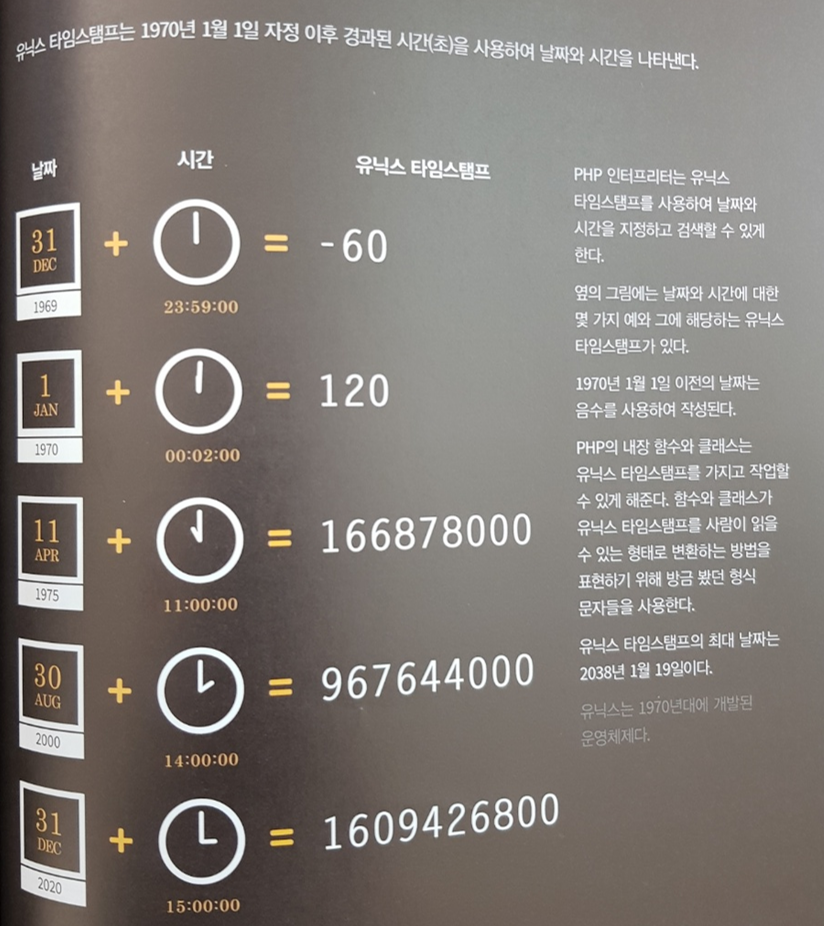 유닉스 타임스탬프는 1970년 1월 1일 자정 이후 경과된 시간(초)을 사용하여 날짜와 시간을 나타낸다.
날짜 시간 유닉스 타임스탬프
31
DEC
1969
+
23:59:00
= -60
1
JAN
1970
+
00:02:00
= 120
11
APR
1975
+
11:00:00
= 166878000
30
AUG
2000
+
14:00:00
= 967644000
31
DEC
2020
+
15:00:00
= 1609426800
PHP 인터프리터는 유닉스
타임스탬프를 사용하여 날짜와
시간을 지정하고 검색할 수 있게
한다.
옆의 그림에는 날짜와 시간에 대한
몇 가지 예와 그에 해당하는 유닉스
타임스탬프가 있다.
1970년 1월 1일 이전의 날짜는
음수를 사용하여 작성된다.
PHP의 내장 함수와 클래스는
유닉스 타임스탬프를 가지고 작업할
수 있게 해준다. 함수와 클래스가
유닉스 타임스탬프를 사람이 읽을
수 있는 형태로 변환하는 방법을
표현하기 위해 방금 봤던 형식
문자들을 사용한다.
유닉스 타임스탬프의 최대 날짜는
2038년 1월 19일이다.
유닉스는 1970년대에 개발된
운영체제다.